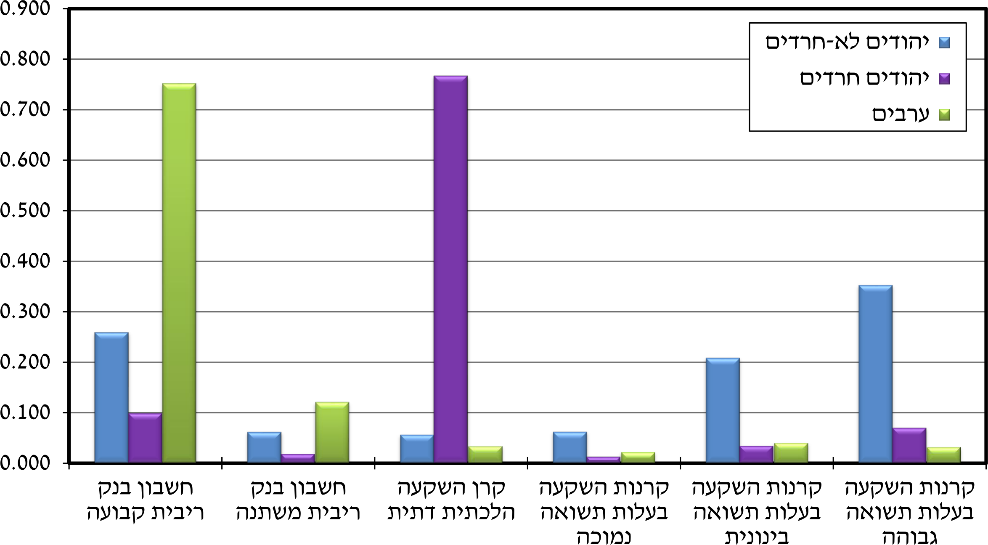 0.900
0.800
0.700
0.600
0.500
0.400
0.300
0.200
0.100
0.000
יהודים לא-חרדים
יהודים חרדים
ערבים
חשבון בנק
ריבית קבועה
חשבון בנק
ריבית משתנה
קרן השקעה
הלכתית דתית
קרנות השקעה
בעלות תשואה
נמוכה
קרנות השקעה
בעלות תשואה
בינונית
קרנות השקעה
בעלות תשואה
גבוהה